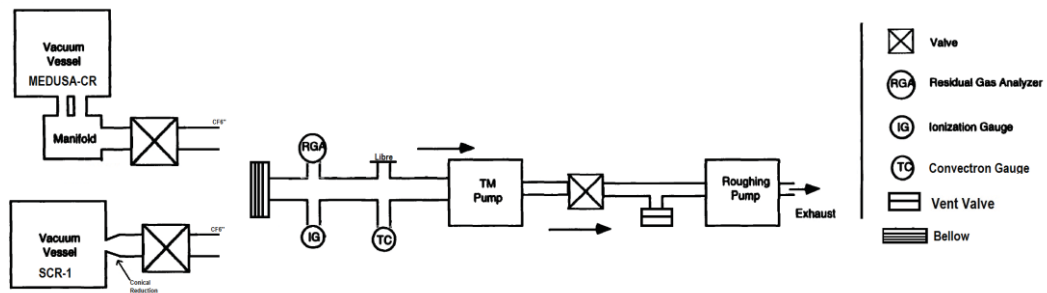 Vacuum
Vessel
MEDUSA-CR
Manifold
CF6"
Vacuum
Vessel
SCR-1
CF6"
Conical
Reduction
RGA
Libre
IG
TC
TM
Pump
Roughing
Pump
Exhaust
Valve
RGA
Residual Gas Analyzer
IG
Ionization Gauge
TC
Convectron Gauge
Vent Valve
Bellow